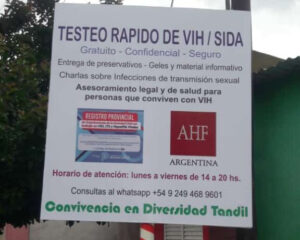 TESTEO RAPIDO DE VIH / SIDA
Gratuito - Confidencial - Seguro
Entrega de preservativos - Geles y material informativo
Charlas sobre Infecciones de transmisión sexual
Asesoramiento legal y de salud para
personas que conviven con VIH
REGISTRO PROVINCIAL
AHF
ARGENTINA
Horario de atención: lunes a viernes de 14 a 20 hs.
Consultas al whatsapp +54 9 249 468 9601
Convivencia en Diversidad Tandil